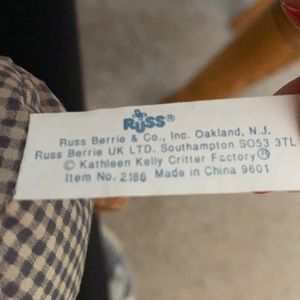 RUSS®
Russ Berrie & Co., Inc. Oakland, N.J.
Russ Berrie UK LTD. Southampton SO53 3TL
© Kathleen Kelly Critter Factory®
Item No. 2186 Made in China 9601